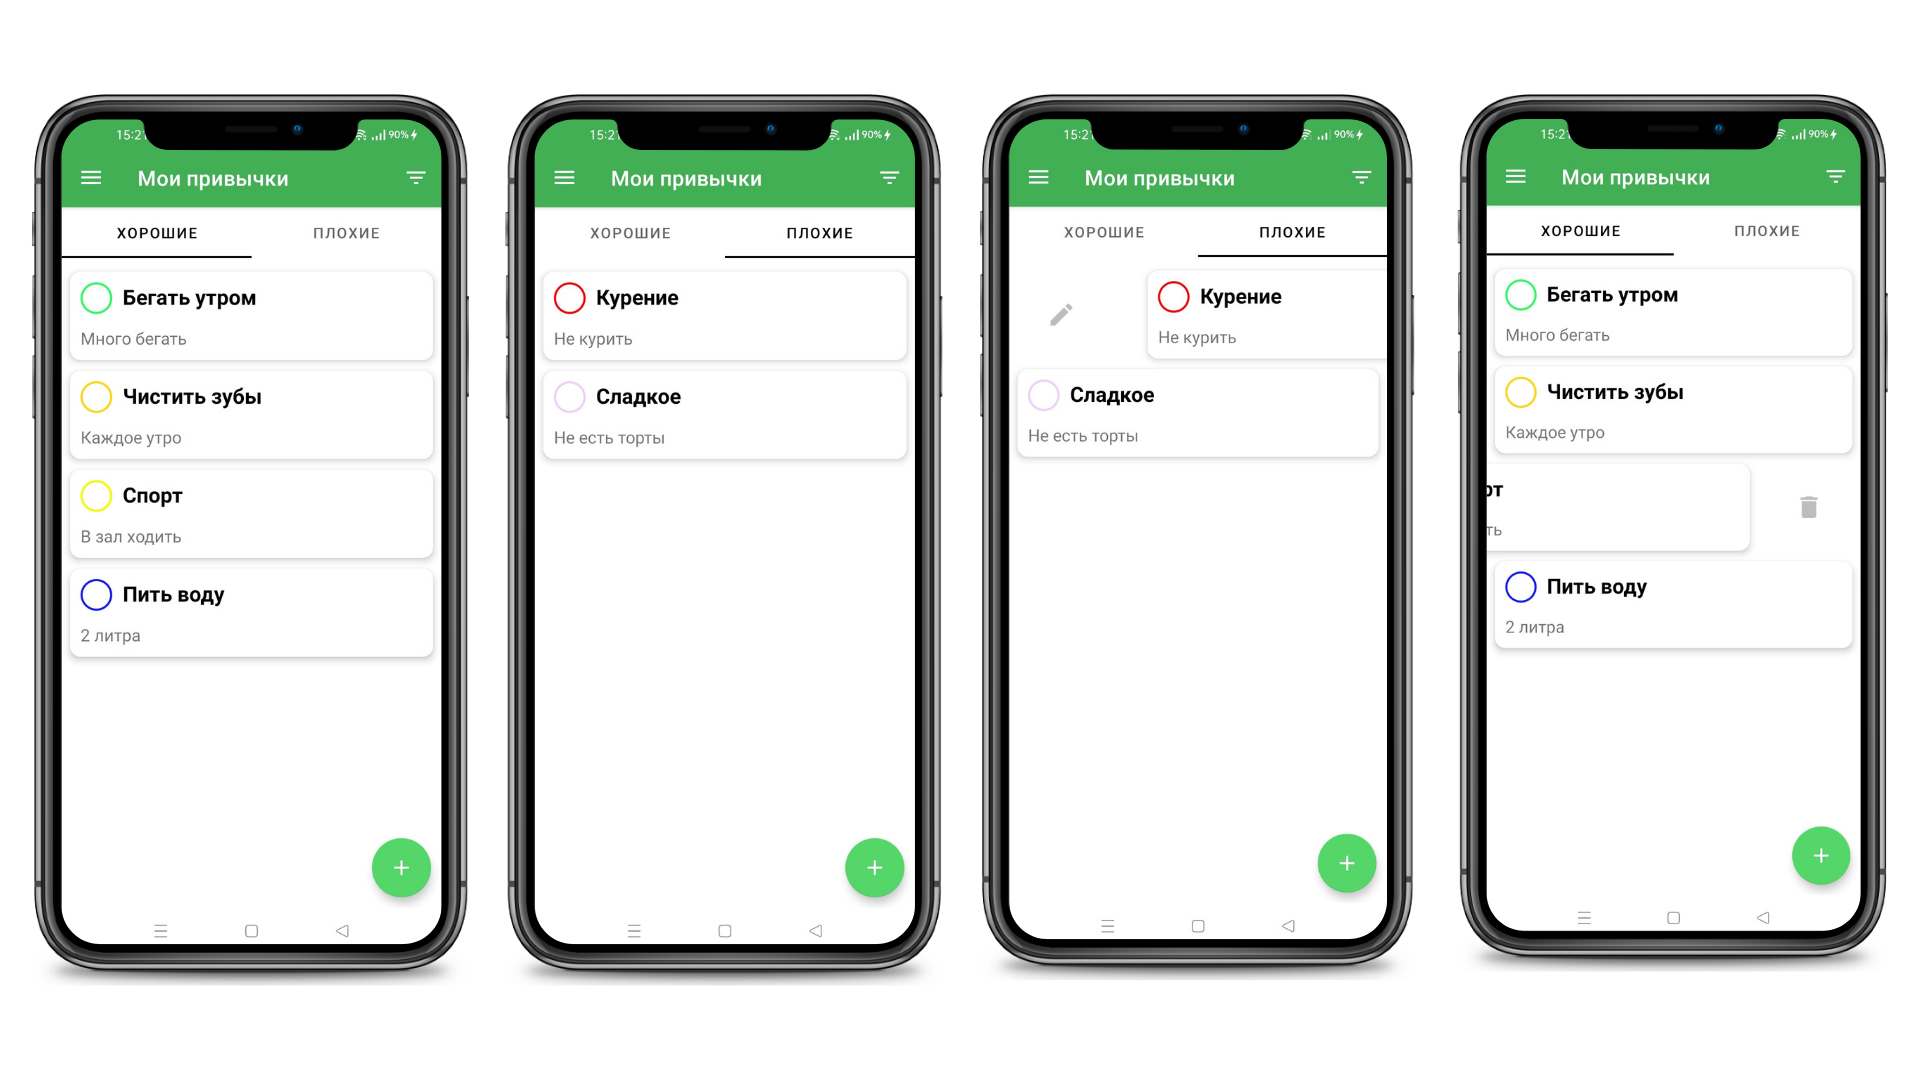 15:2
90%
Мои привычки
ХОРОШИЕ ПЛОХИЕ
Бегать утром
Много бегать
Чистить зубы
Каждое утро
Спорт
В зал ходить
Пить воду
2 литра
15:2
90%
Мои привычки
ХОРОШИЕ ПЛОХИЕ
Курение
Не курить
Сладкое
Не есть торты
15:2
90%
Мои привычки
ХОРОШИЕ ПЛОХИЕ
Курение
Не курить
Сладкое
Не есть торты
15:2
90%
Мои привычки
ХОРОШИЕ ПЛОХИЕ
Бегать утром
Много бегать
Чистить зубы
Каждое утро
рт
ть
Пить воду
2 литра